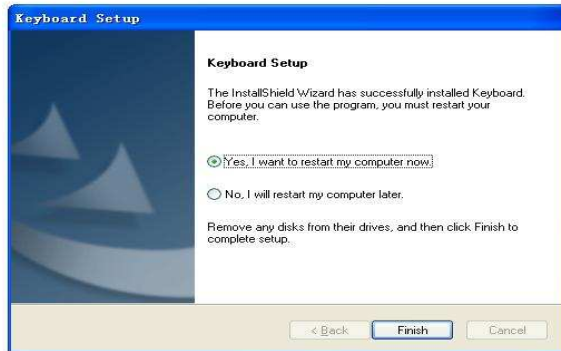 Keyboard Setup
Keyboard Setup
The InstallShield Wizard has successfully installed Keyboard.
Before you can use the program, you must restart your
computer.
Yes, I want to restart my computer now.
No, I will restart my computer later.
Remove any disks from their drives, and then click Finish to
complete setup.
< Back Finish Cancel